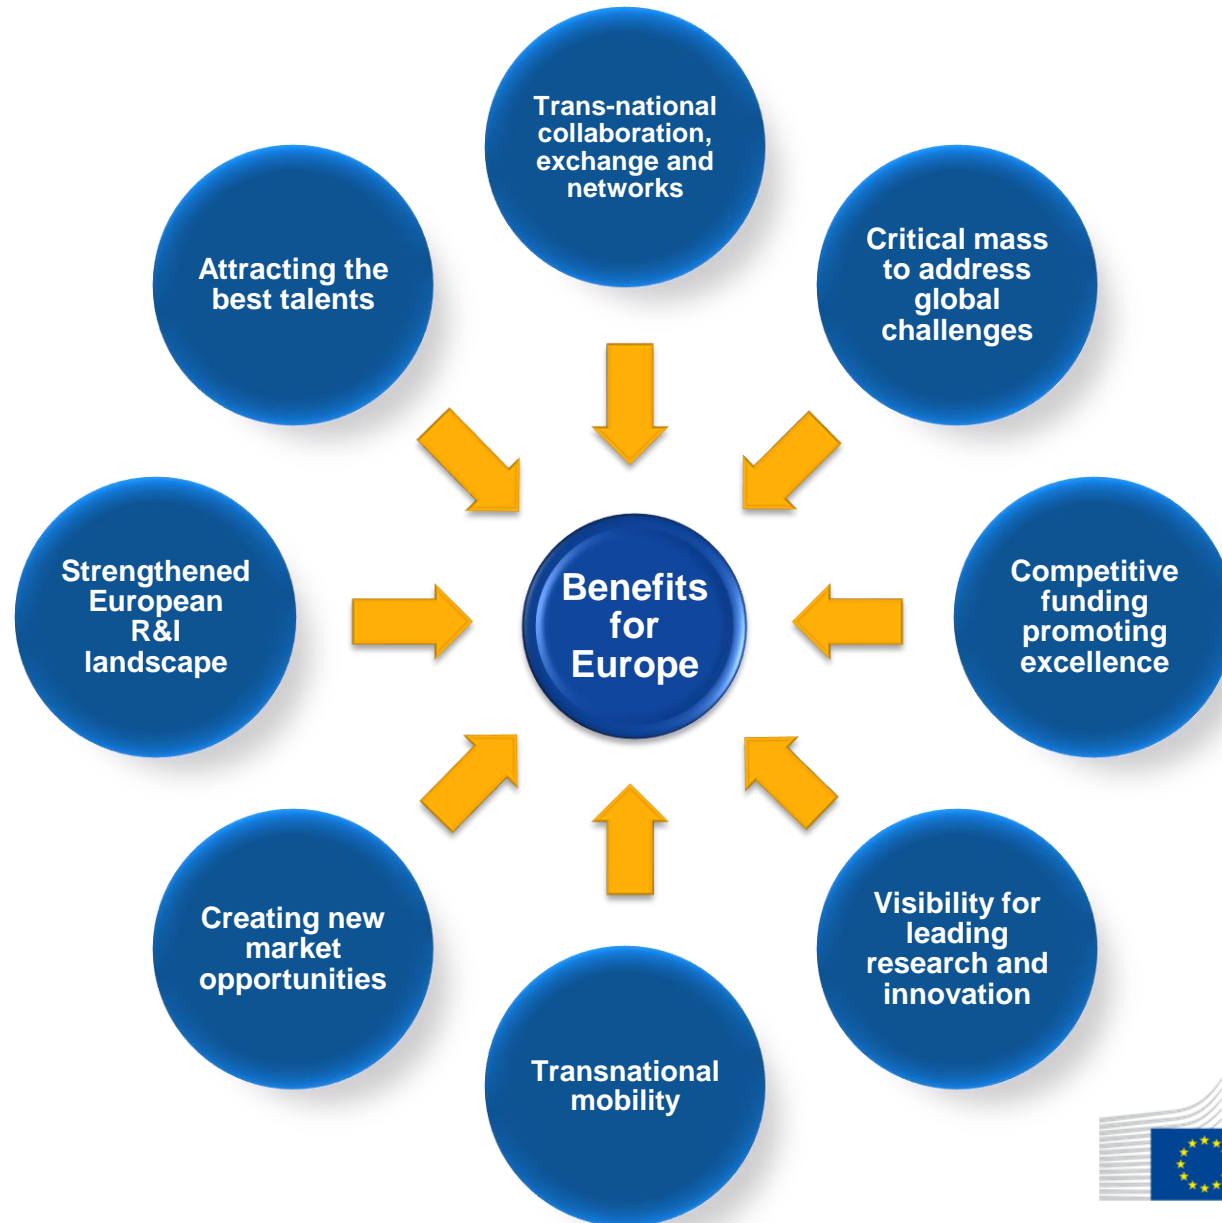 Trans-national
collaboration,
exchange and
networks
Attracting the
best talents
Critical mass
to address
global
challenges
Strengthened
European
R&I
landscape
Benefits
for
Europe
Competitive
funding
promoting
excellence
Creating new
market
opportunities
Visibility for
leading
research and
innovation
Transnational
mobility